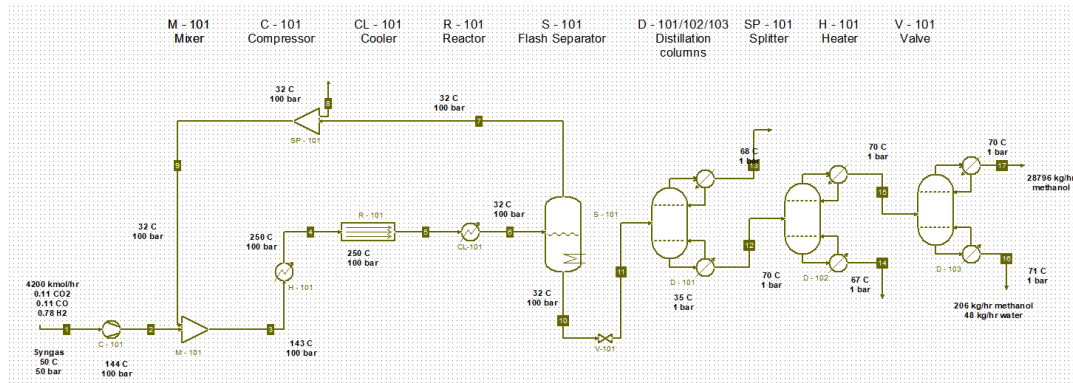 M - 101
Mixer
C - 101
Compressor
CL - 101
Cooler
R - 101
Reactor
S - 101
Flash Separator
D - 101/102/103
Distillation
columns
SP - 101
Splitter
H - 101
Heater
V - 101
Valve
32 C
100 bar
8
SP - 101
32 C
100 bar
7
9
32 C
100 bar
250 C
100 bar
4
R - 101
250 C
100 bar
5
CL-101
32 C
100 bar
6
S - 101
H - 101
32 C
100 bar
10
V-101
11
68 C
1 bar
13
D - 101
35 C
1 bar
12
70 C
1 bar
70 C
1 bar
15
D - 102
67 C
1 bar
14
70 C
1 bar
17
28796 kg/hr
methanol
D - 103
16
71 C
1 bar
206 kg/hr methanol
48 kg/hr water
4200 kmol/hr
0.11 CO2
0.11 CO
0.78 H2
1
Syngas
50 C
50 bar
C - 101
144 C
100 bar
2
M - 101
3
143 C
100 bar